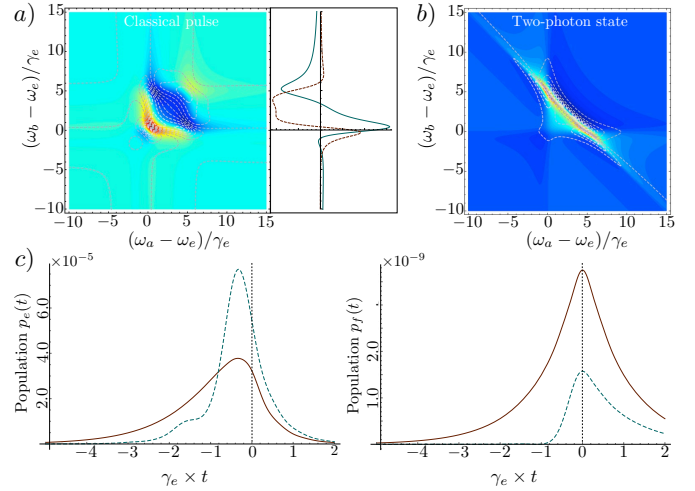 a)
Classical pulse
15
10
5
0
−5
−10
(ω_b − ω_e)/γ_e
−10 −5 0 5 10 15
(ω_a − ω_e)/γ_e
b)
Two-photon state
15
10
5
0
−5
−10
(ω_b − ω_e)/γ_e
−10 −5 0 5 10 15
(ω_a − ω_e)/γ_e
c)
×10⁻⁵
6.0
4.0
2.0
Population p_e(t)
−4 −3 −2 −1 0 1 2
γ_e × t
×10⁻⁹
2.0
1.0
Population p_f(t)
−4 −3 −2 −1 0 1 2
γ_e × t